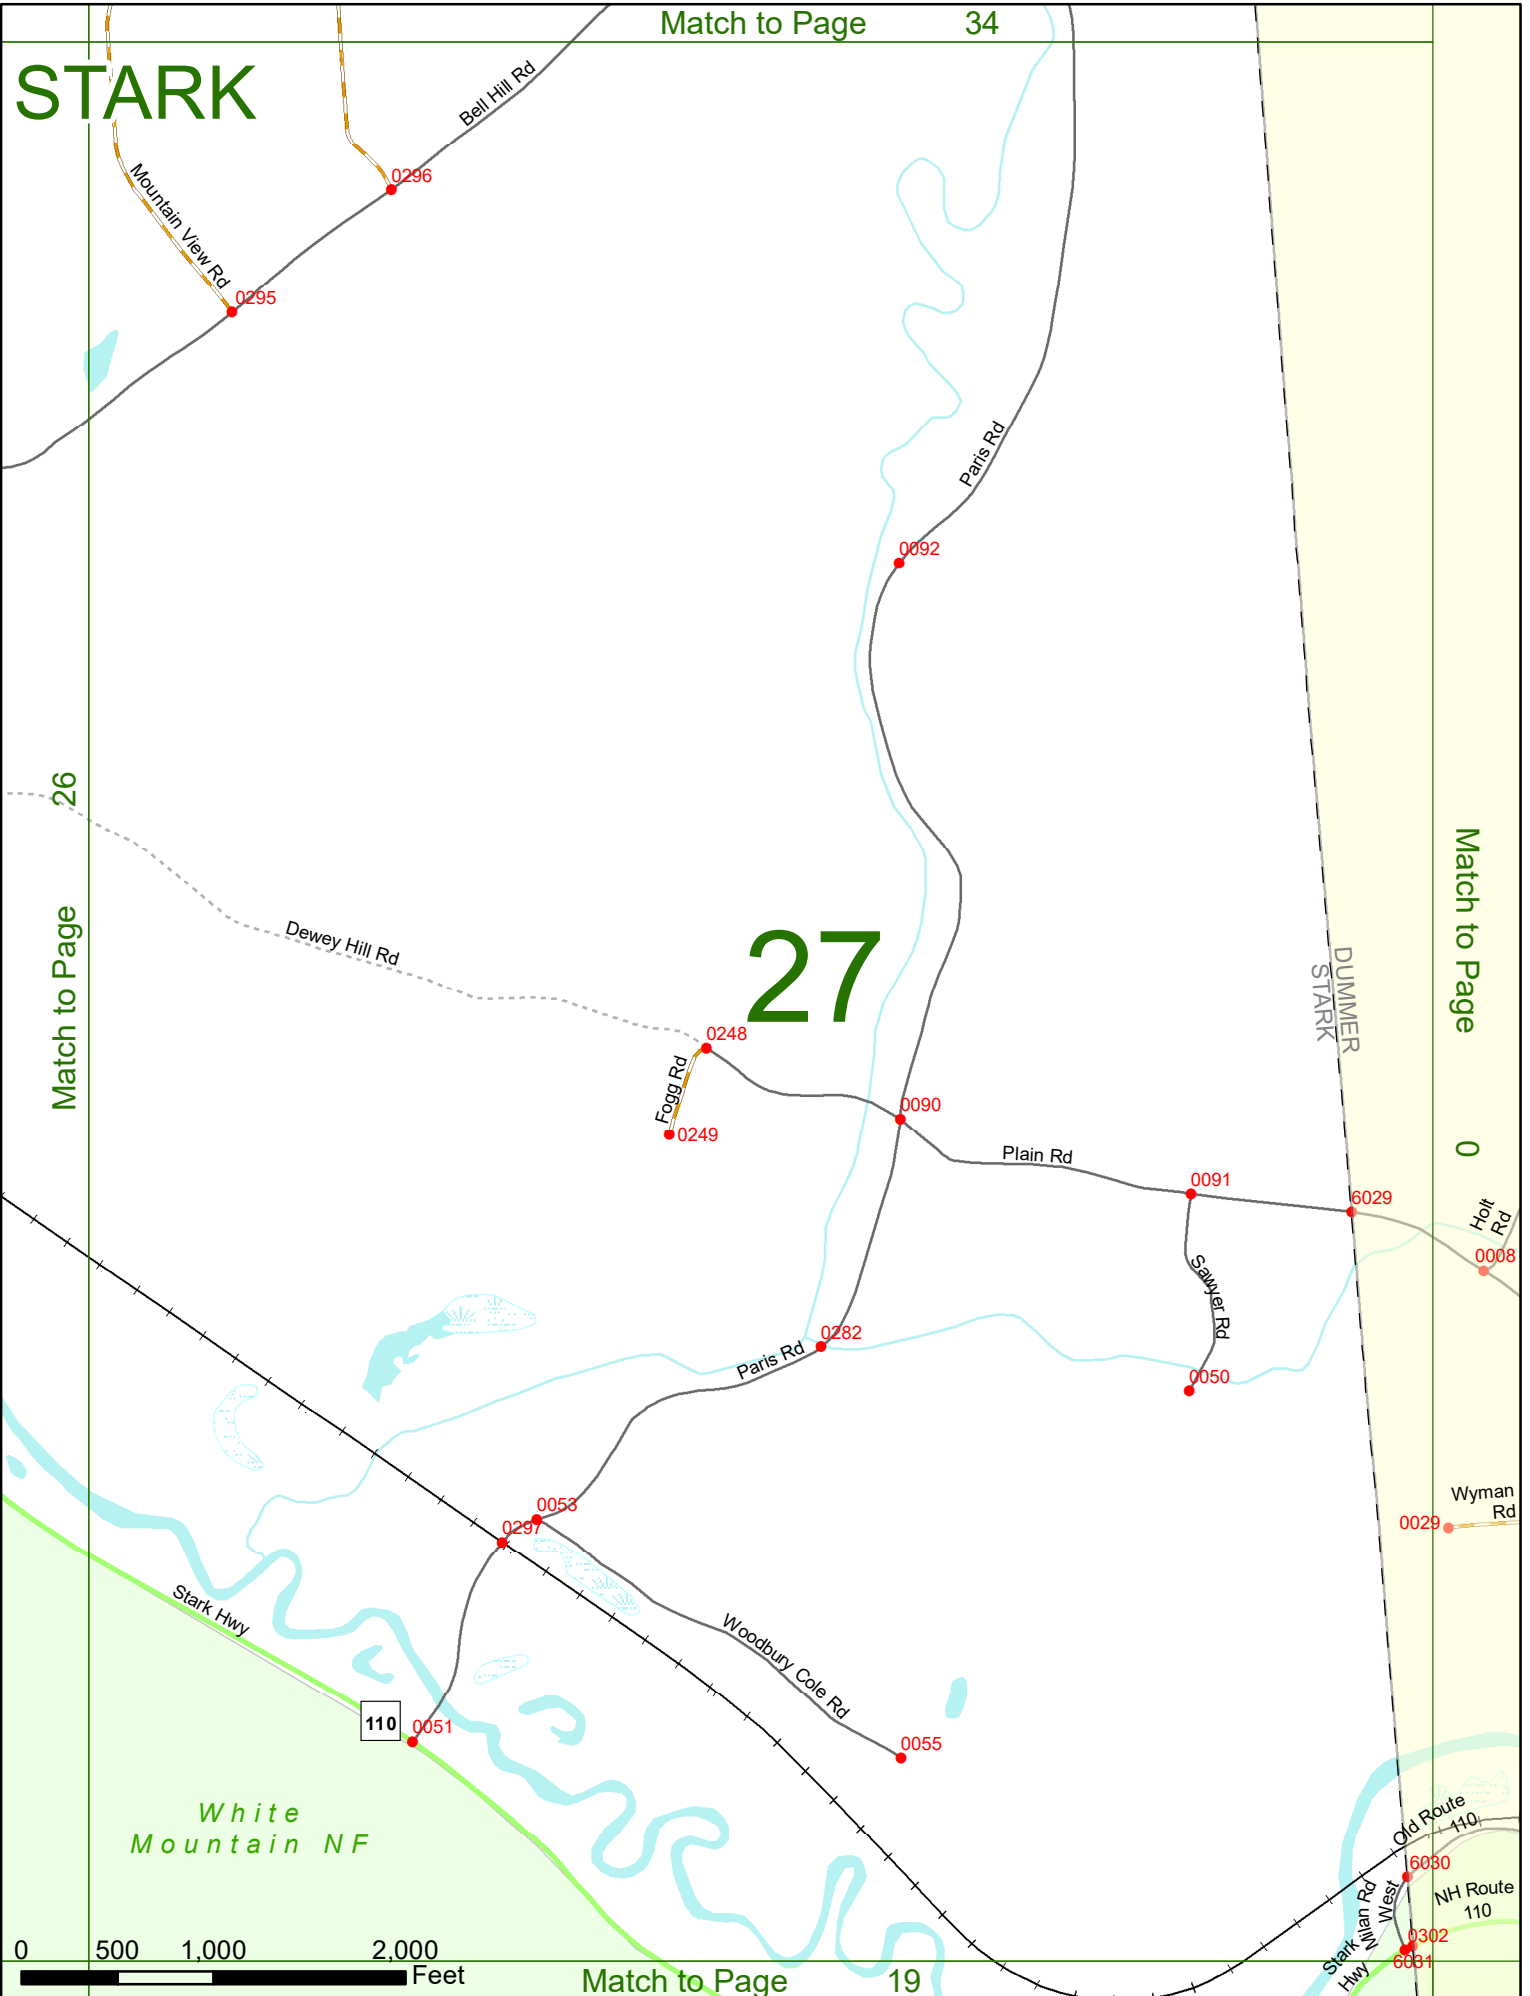 Match to Page 34
STARK
Bell Hill Rd
0296
Mountain View Rd
0295
Paris Rd
0092
Match to Page 26
Dewey Hill Rd
27
DUMMER
STARK
Match to Page 0
0248
Fogg Rd
0249
0090
Plain Rd
0091
6029
Holt
Rd
0008
Sawyer Rd
0282
Paris Rd
0050
Wyman
Rd
0029
0053
0297
Stark Hwy
Woodbury Cole Rd
110
0051
0055
White
Mountain NF
Old Route
110
6030
West
Milan Rd
NH Route
110
0302
6031
Stark
Hwy
0 500 1,000 2,000
Feet
Match to Page 19